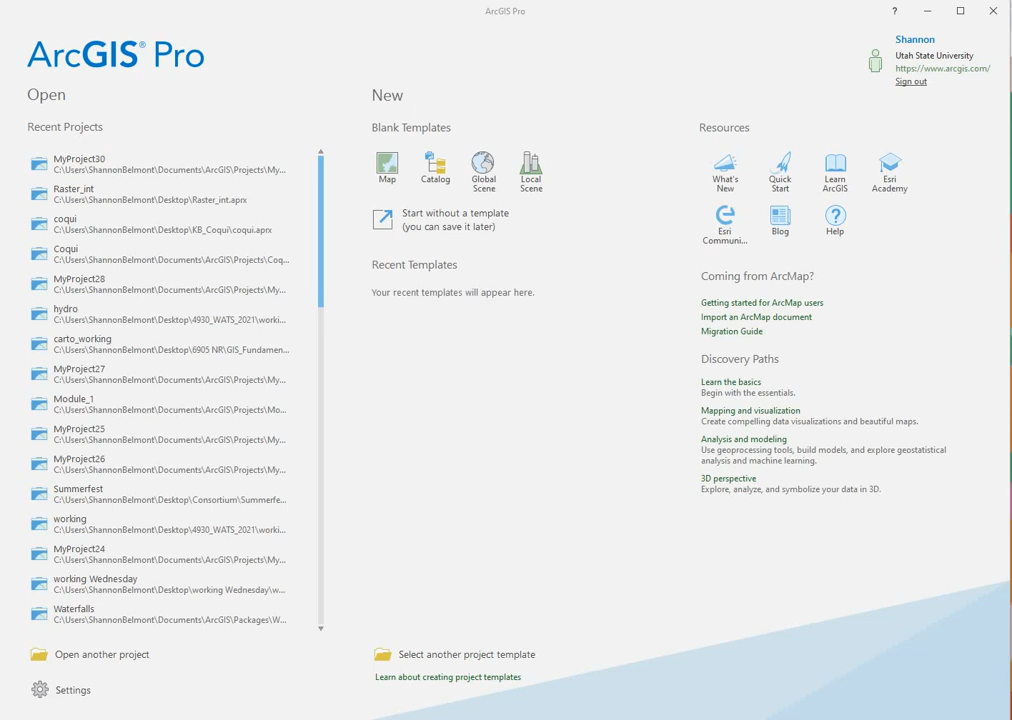 ArcGIS Pro
?
ArcGIS® Pro
Shannon
Utah State University
https://www.arcgis.com/
Sign out
Open
Recent Projects
MyProject30
C:\Users\ShannonBelmont\Documents\ArcGIS\Projects\My...
Raster_int
C:\Users\ShannonBelmont\Desktop\Raster_int.aprx
coqui
C:\Users\ShannonBelmont\Desktop\KB_Coqui\coqui.aprx
Coqui
C:\Users\ShannonBelmont\Documents\ArcGIS\Projects\Coq...
MyProject28
C:\Users\ShannonBelmont\Documents\ArcGIS\Projects\My...
hydro
C:\Users\ShannonBelmont\Desktop\4930_WATS_2021\worki...
carto_working
C:\Users\ShannonBelmont\Desktop\6905 NR\GIS_Fundamen...
MyProject27
C:\Users\ShannonBelmont\Documents\ArcGIS\Projects\My...
Module_1
C:\Users\ShannonBelmont\Documents\ArcGIS\Projects\Mo...
MyProject25
C:\Users\ShannonBelmont\Documents\ArcGIS\Projects\My...
MyProject26
C:\Users\ShannonBelmont\Documents\ArcGIS\Projects\My...
Summerfest
C:\Users\ShannonBelmont\Desktop\Consortium\Summerfe...
working
C:\Users\ShannonBelmont\Desktop\4930_WATS_2021\worki...
MyProject24
C:\Users\ShannonBelmont\Documents\ArcGIS\Projects\My...
working Wednesday
C:\Users\ShannonBelmont\Desktop\working Wednesday\w...
Waterfalls
C:\Users\ShannonBelmont\Documents\ArcGIS\Packages\W...
Open another project
Settings
New
Blank Templates
Map
Catalog
Global
Scene
Local
Scene
Start without a template
(you can save it later)
Recent Templates
Your recent templates will appear here.
Select another project template
Learn about creating project templates
Resources
What's
New
Quick
Start
Learn
ArcGIS
Esri
Academy
Esri
Communi...
Blog
Help
Coming from ArcMap?
Getting started for ArcMap users
Import an ArcMap document
Migration Guide
Discovery Paths
Learn the basics
Begin with the essentials.
Mapping and visualization
Create compelling data visualizations and beautiful maps.
Analysis and modeling
Use geoprocessing tools, build models, and explore geostatistical
analysis and machine learning.
3D perspective
Explore, analyze, and symbolize your data in 3D.